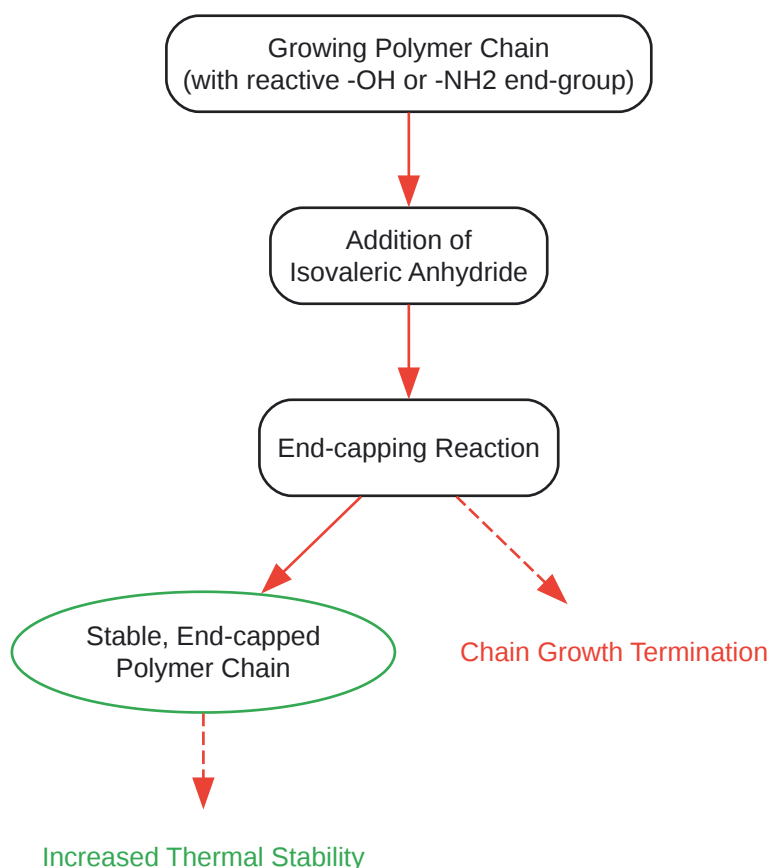 Growing Polymer Chain
(with reactive -OH or -NH2 end-group)
Addition of
Isovaleric Anhydride
End-capping Reaction
Stable, End-capped
Polymer Chain
Chain Growth Termination
Increased Thermal Stability